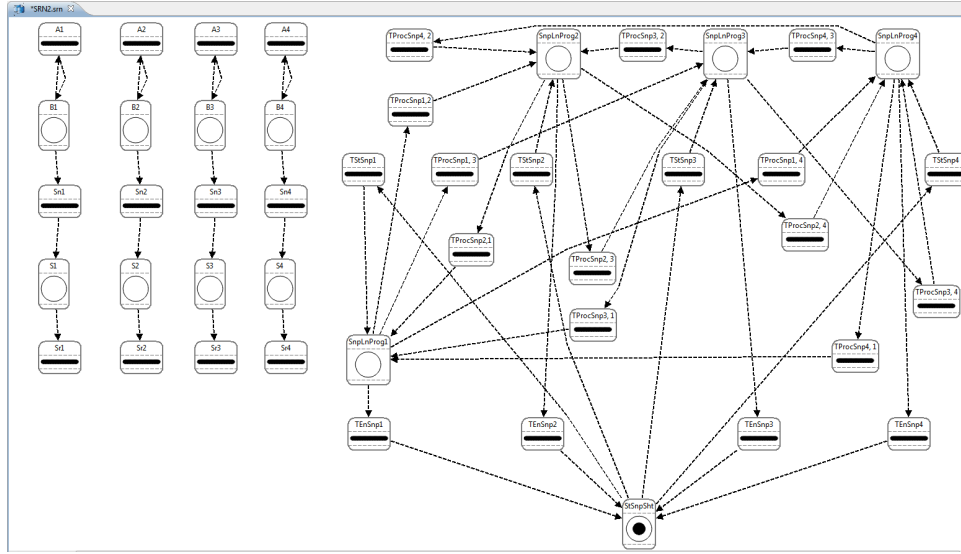 *SRN2.srn
A1 A2 A3 A4 TProcSnp4, 2 SnpLnProg2 TProcSnp3, 2 SnpLnProg3 TProcSnp4, 3 SnpLnProg4
B1 B2 B3 B4 TProcSnp1,2
TStSnp1 TProcSnp1, 3 TStSnp2 TStSnp3 TProcSnp1, 4 TStSnp4
Sn1 Sn2 Sn3 Sn4
TProcSnp2, 4
TProcSnp2,1
TProcSnp2, 3
S1 S2 S3 S4
TProcSnp3, 4
TProcSnp3, 1
SnpLnProg1
Sr1 Sr2 Sr3 Sr4 TProcSnp4, 1
TEnSnp1 TEnSnp2 TEnSnp3 TEnSnp4
StSnpSht